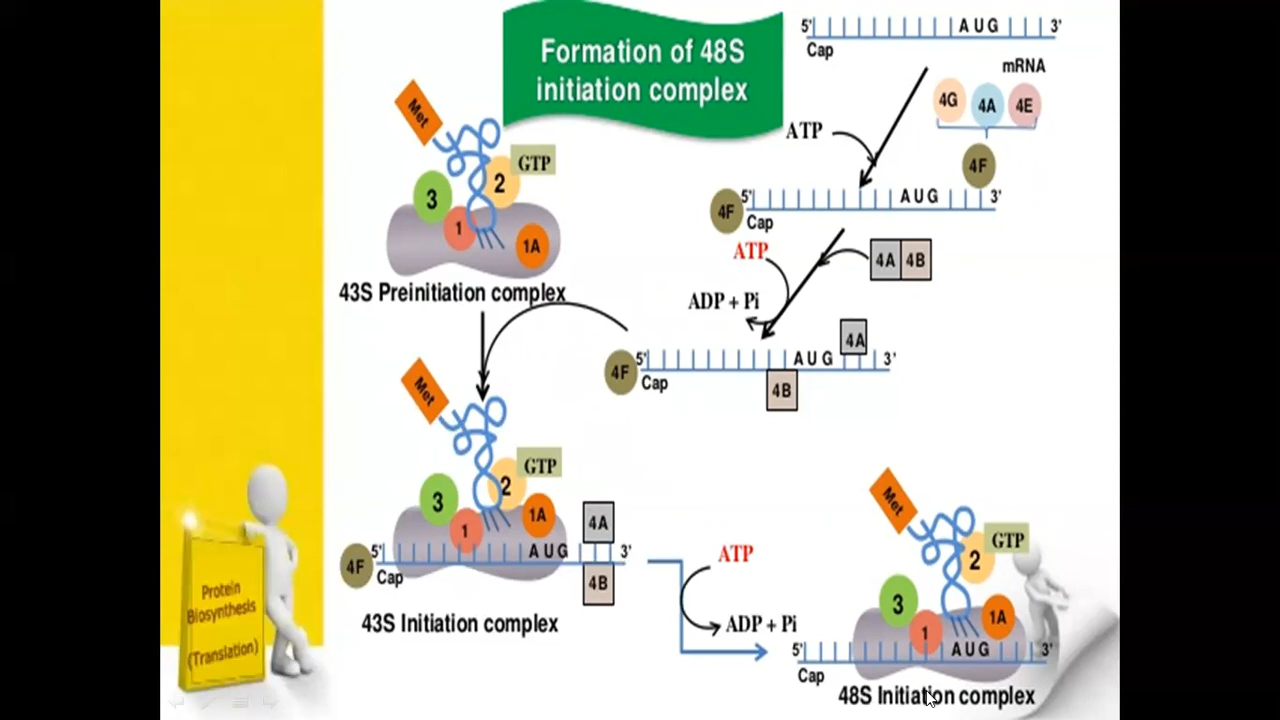 Formation of 48S
initiation complex
5' AUG 3'
Cap
mRNA
4G 4A 4E
ATP
4F
4F 5' AUG 3'
Cap
ATP
4A 4B
ADP + Pi
4A
4F 5' AUG 3'
Cap
4B
Met
GTP
3 2
1 1A
43S Preinitiation complex
Met
GTP
3 2
1 1A
4A
4F 5' AUG 3'
Cap
4B
43S Initiation complex
ATP
ADP + Pi
Met
GTP
3 2
1 1A
5' AUG 3'
Cap
48S Initiation complex
Protein
Biosynthesis
(Translation)